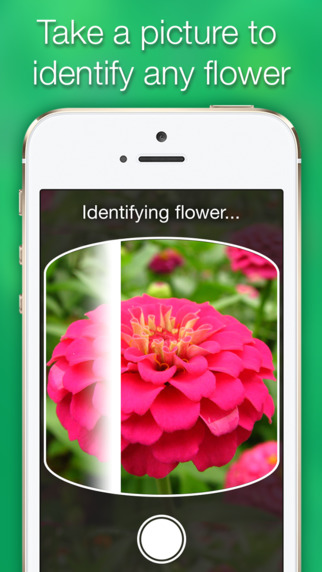 Take a picture to
identify any flower
Identifying flower...